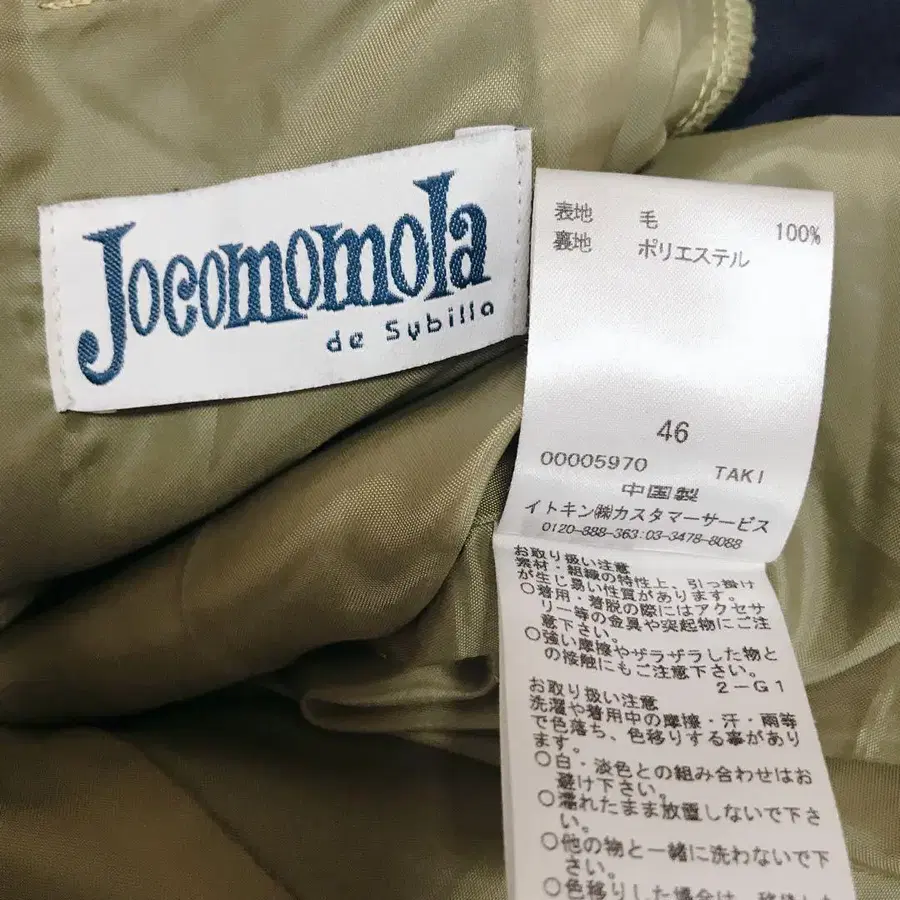 Jocomomola
de Sybilla
表地 毛 100%
裏地 ポリエステル
46
00005970 TAKI
中国製
イトキン㈱カスタマーサービス
0120-888-363:03-3478-8088
お取り扱い注意
素材・組織の特性上、引っ掛け
が生じ易い性質があります。
○着用・着脱の際にはアクセサ
リー等の金具や突起物にご注
意下さい。
○強い摩擦やザラザラした物と
の接触にもご注意下さい。
2-G1
お取り扱い注意
洗濯や着用中の摩擦・汗・雨等
で色落ち、色移りする事があり
ます。
○白・淡色との組み合わせはお
避け下さい。
○濡れたまま放置しないで下さ
い。
○他の物と一緒に洗わないで下
さい。
○色移りした場合は